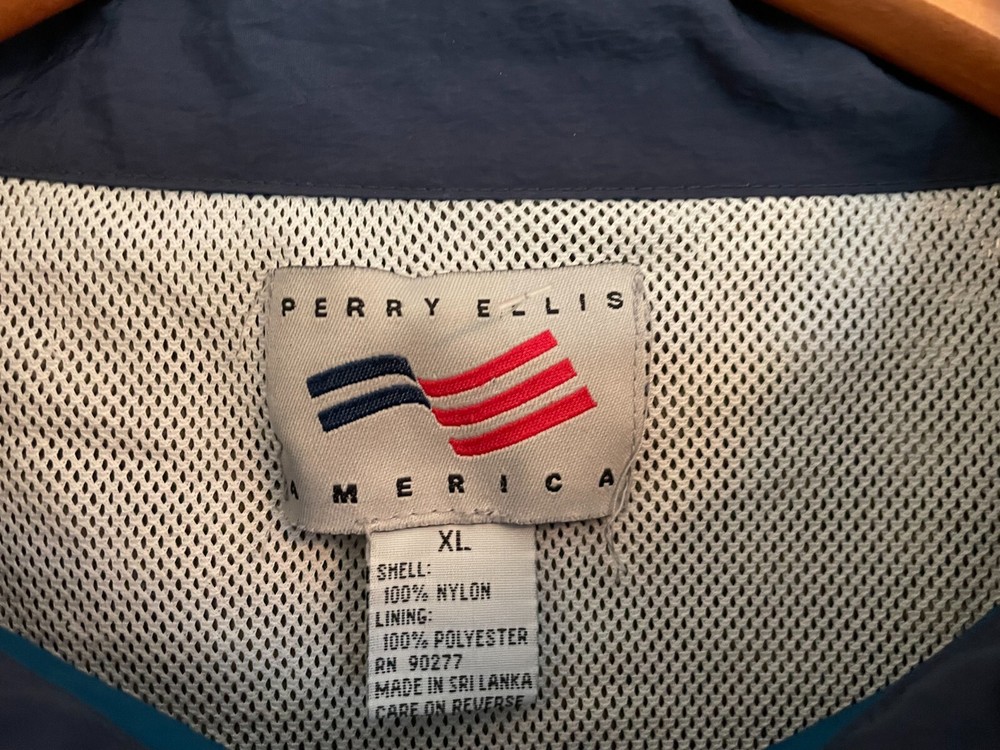 PERRY ELLIS
AMERICA
XL
SHELL:
100% NYLON
LINING:
100% POLYESTER
RN 90277
MADE IN SRI LANKA
CARE ON REVERSE